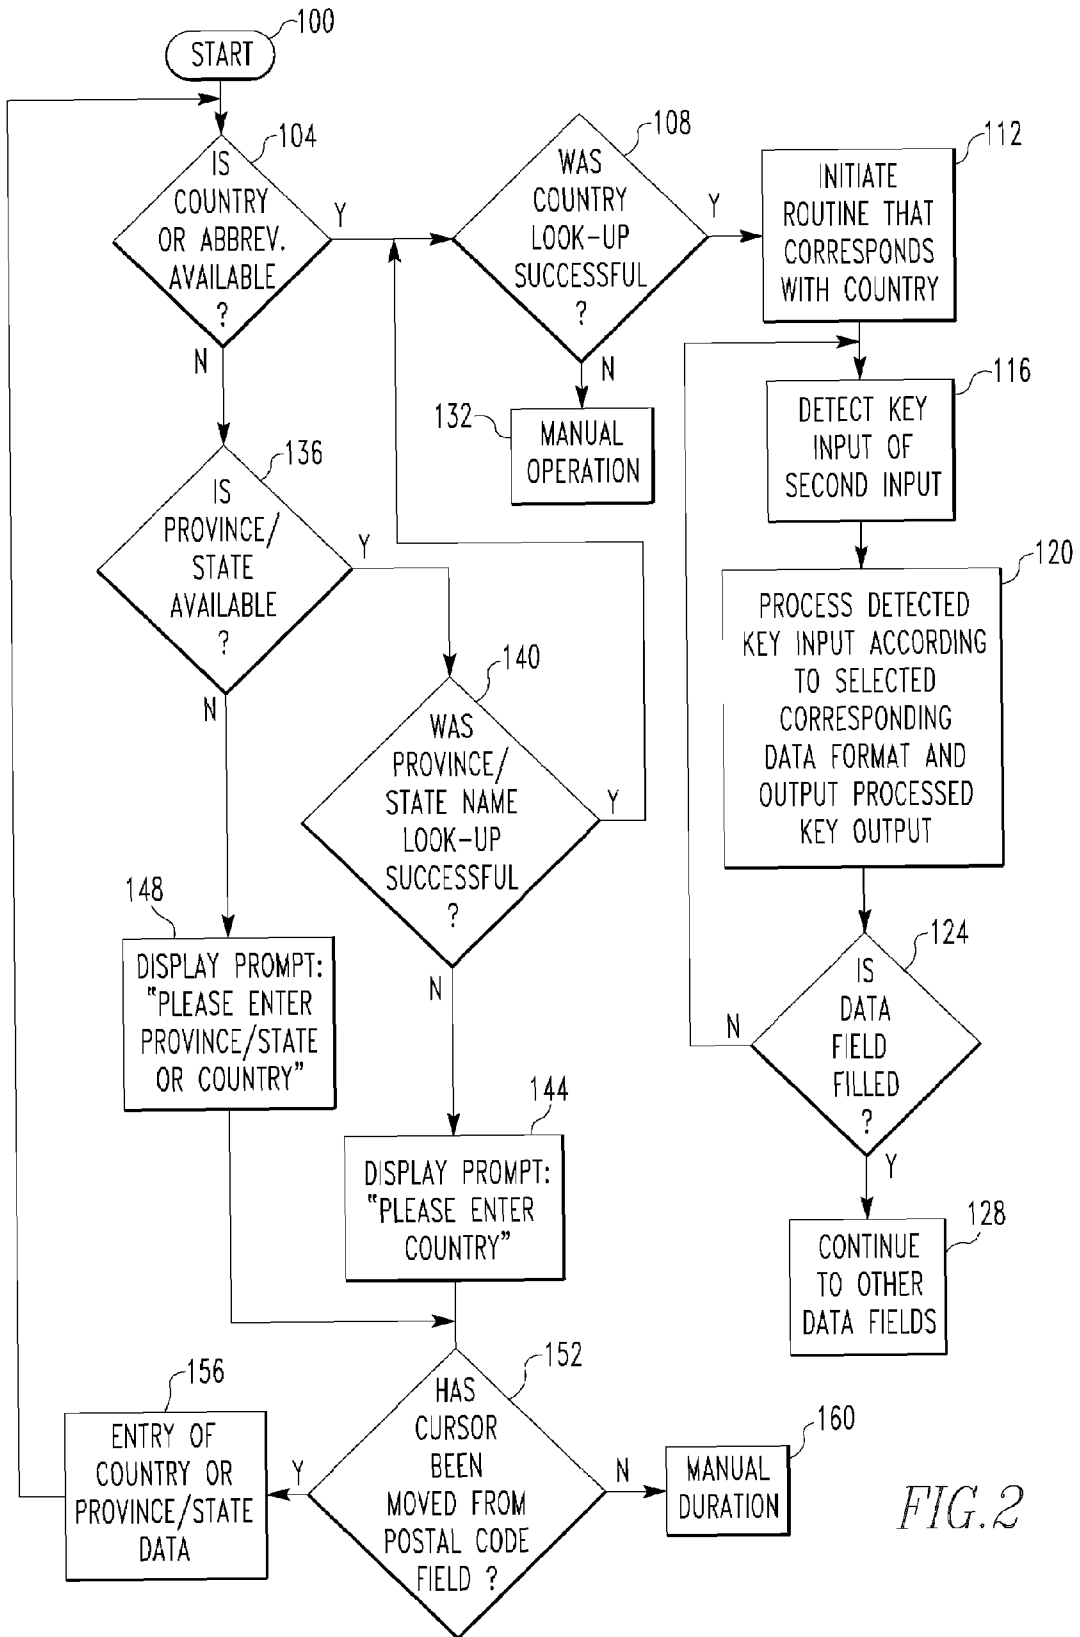 100
START
104
IS
COUNTRY
OR ABBREV.
AVAILABLE
?
Y
N
108
WAS
COUNTRY
LOOK-UP
SUCCESSFUL
?
Y
N
112
INITIATE
ROUTINE THAT
CORRESPONDS
WITH COUNTRY
116
DETECT KEY
INPUT OF
SECOND INPUT
132
MANUAL
OPERATION
136
IS
PROVINCE/
STATE
AVAILABLE
?
Y
N
120
PROCESS DETECTED
KEY INPUT ACCORDING
TO SELECTED
CORRESPONDING
DATA FORMAT AND
OUTPUT PROCESSED
KEY OUTPUT
140
WAS
PROVINCE/
STATE NAME
LOOK-UP
SUCCESSFUL
?
Y
N
148
DISPLAY PROMPT:
"PLEASE ENTER
PROVINCE/STATE
OR COUNTRY"
124
IS
DATA
FIELD
FILLED
?
N
Y
144
DISPLAY PROMPT:
"PLEASE ENTER
COUNTRY"
128
CONTINUE
TO OTHER
DATA FIELDS
152
HAS
CURSOR
BEEN
MOVED FROM
POSTAL CODE
FIELD ?
Y
N
156
ENTRY OF
COUNTRY OR
PROVINCE/STATE
DATA
160
MANUAL
DURATION
FIG.2